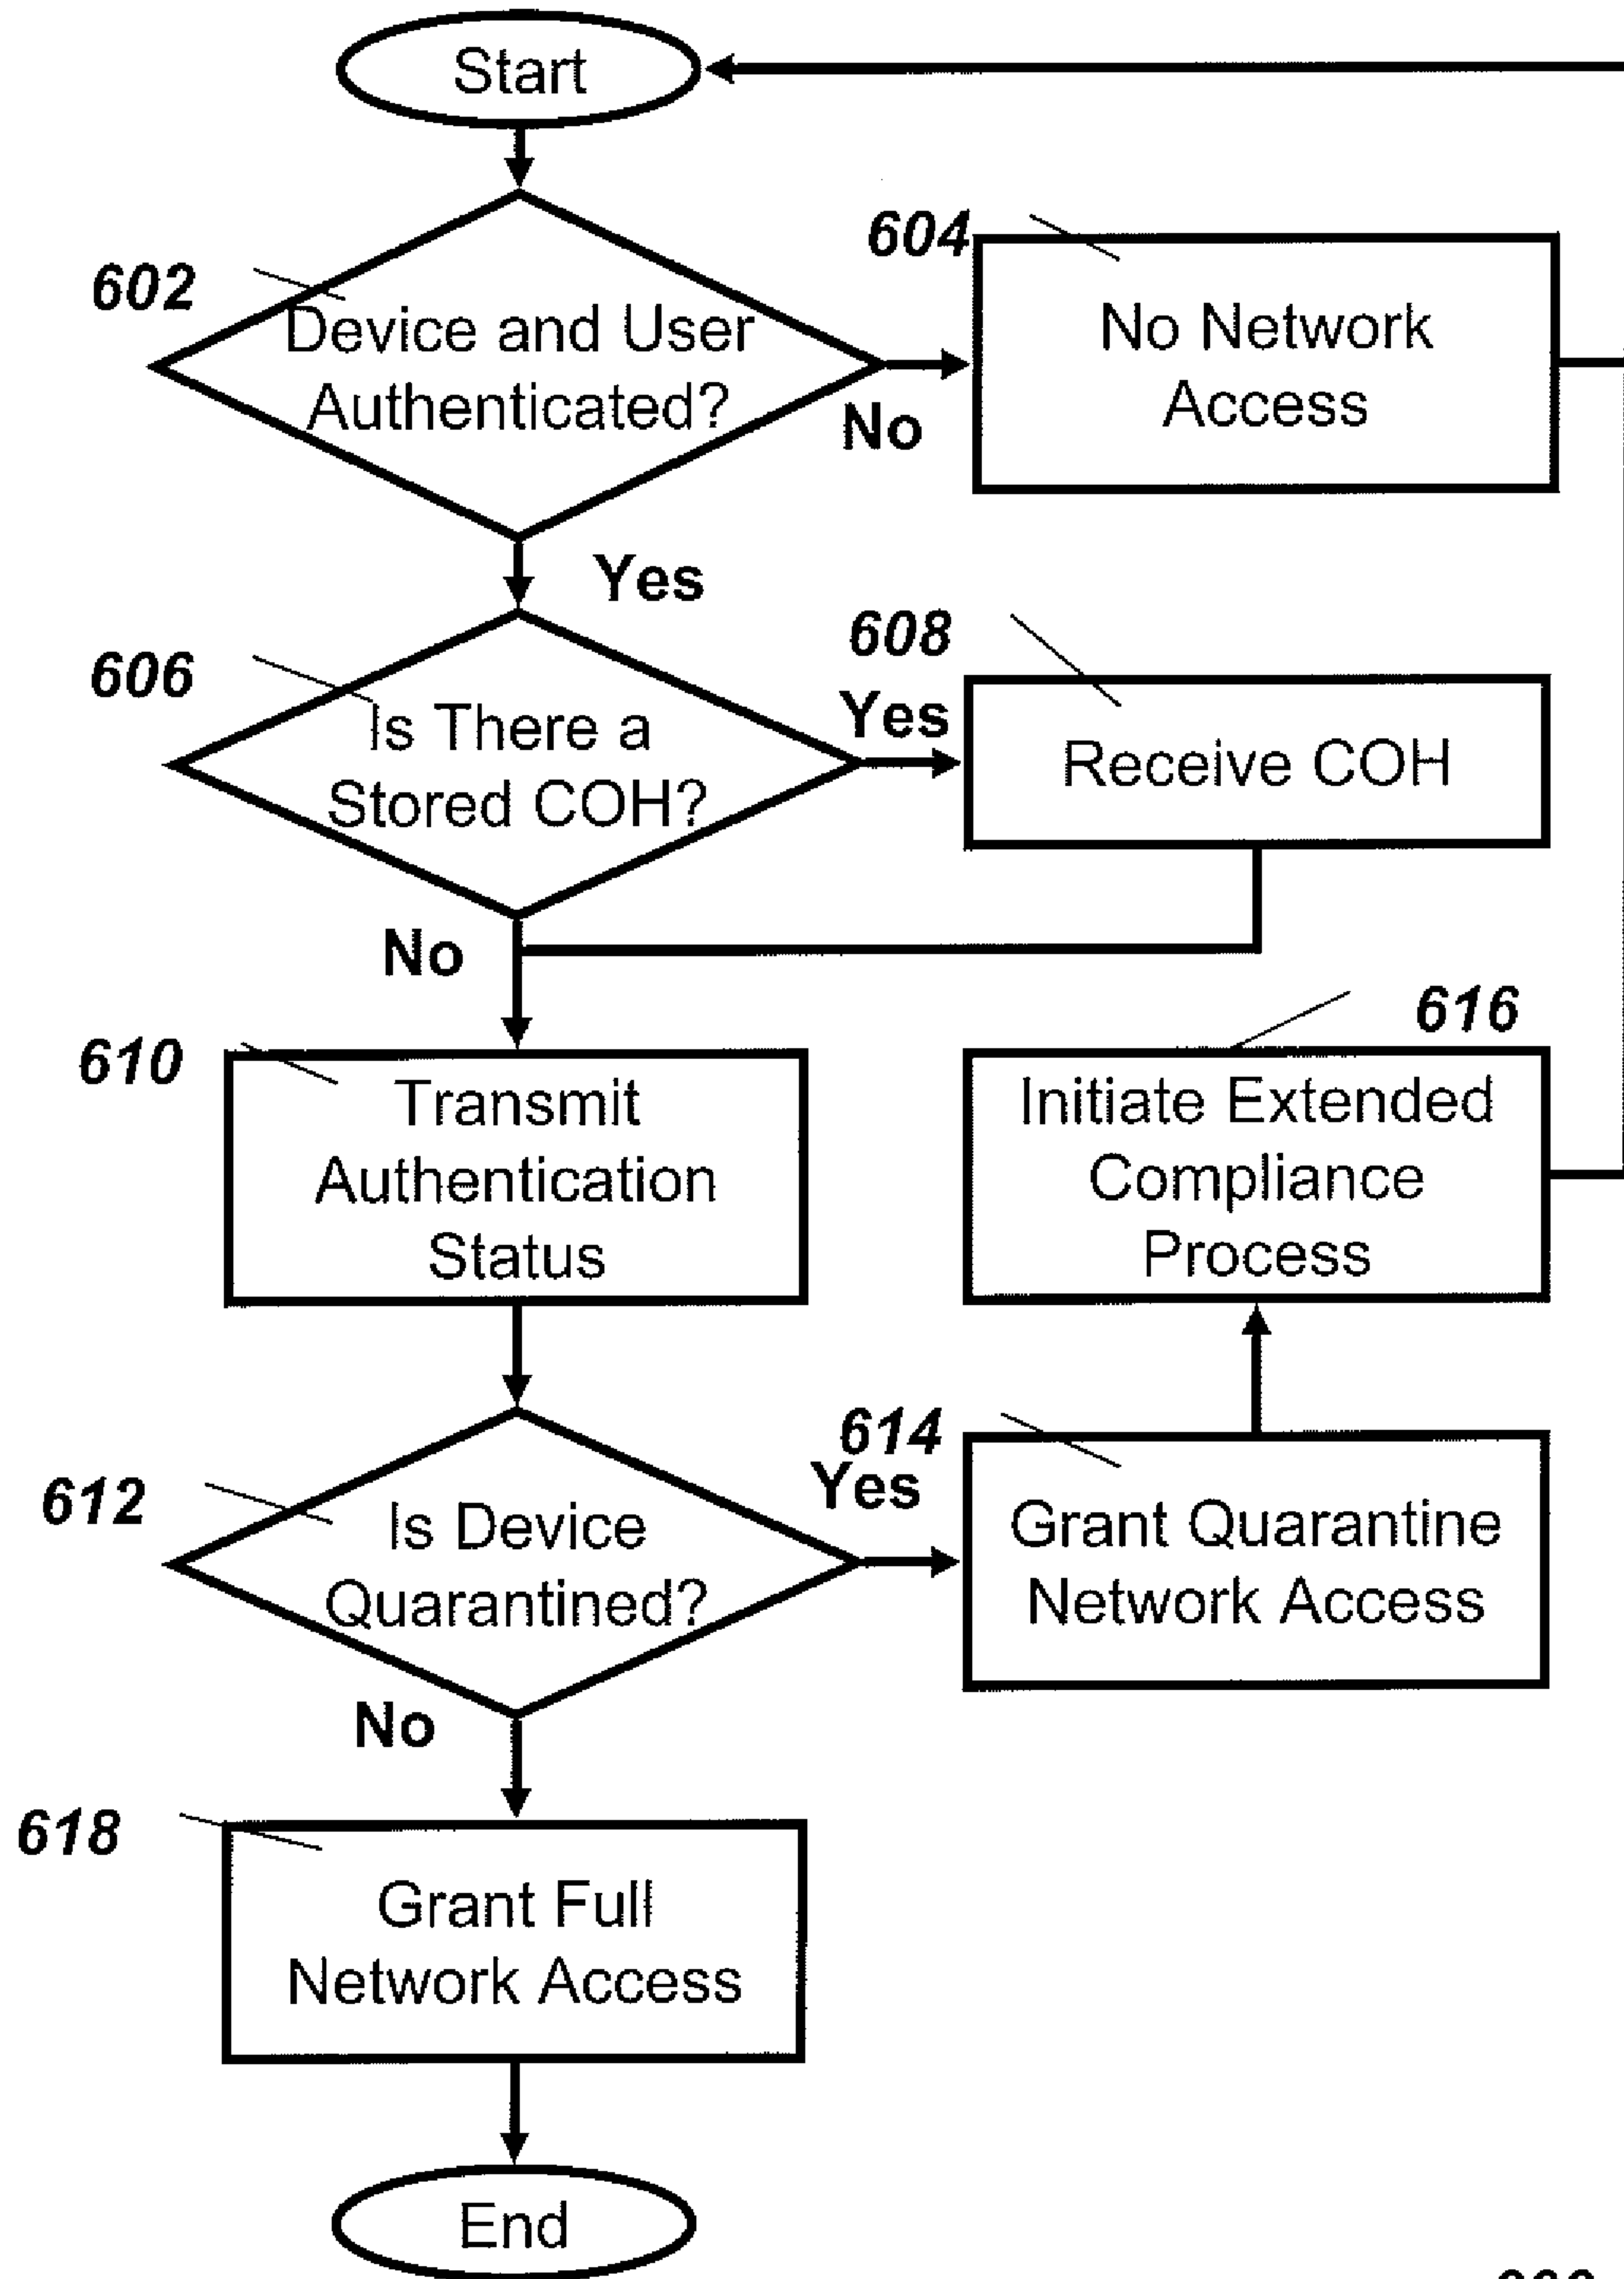 Start
602
Device and User
Authenticated?
No
604
No Network
Access
Yes
606
Is There a
Stored COH?
Yes
608
Receive COH
No
610
Transmit
Authentication
Status
616
Initiate Extended
Compliance
Process
612
Is Device
Quarantined?
Yes
614
Grant Quarantine
Network Access
No
618
Grant Full
Network Access
End